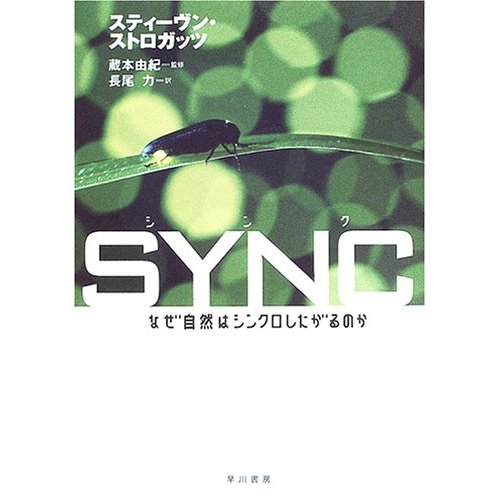 スティーヴン・
ストロガッツ
蔵本由紀―監修
長尾 力―訳
シンク
SYNC
なぜ自然はシンクロしたがるのか
早川書房